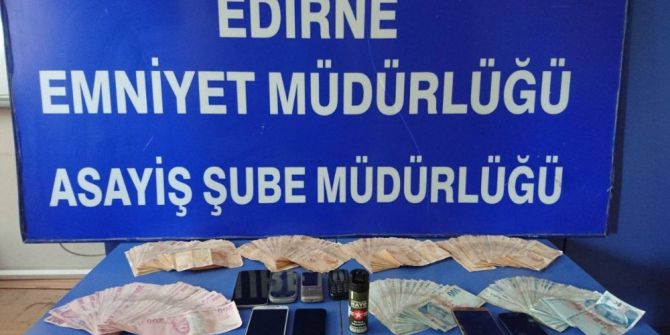 EDİRNE
EMNİYET MÜDÜRLÜĞÜ
ASAYİŞ ŞUBE MÜDÜRLÜĞÜ